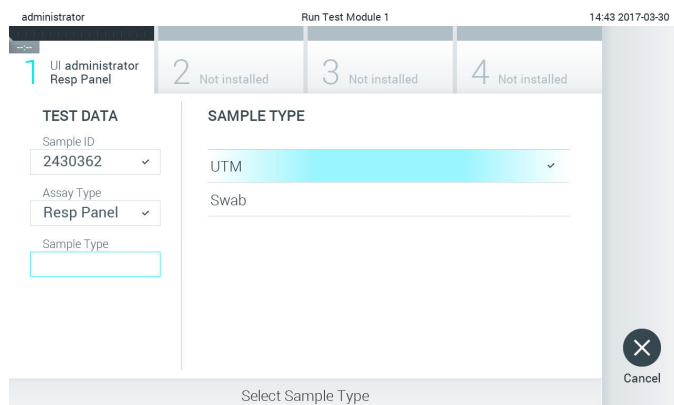 administrator Run Test Module 1 14:43 2017-03-30
--:--
1 UI administrator
Resp Panel
2 Not installed
3 Not installed
4 Not installed
TEST DATA
Sample ID
2430362
Assay Type
Resp Panel
Sample Type
SAMPLE TYPE
UTM
Swab
Cancel
Select Sample Type